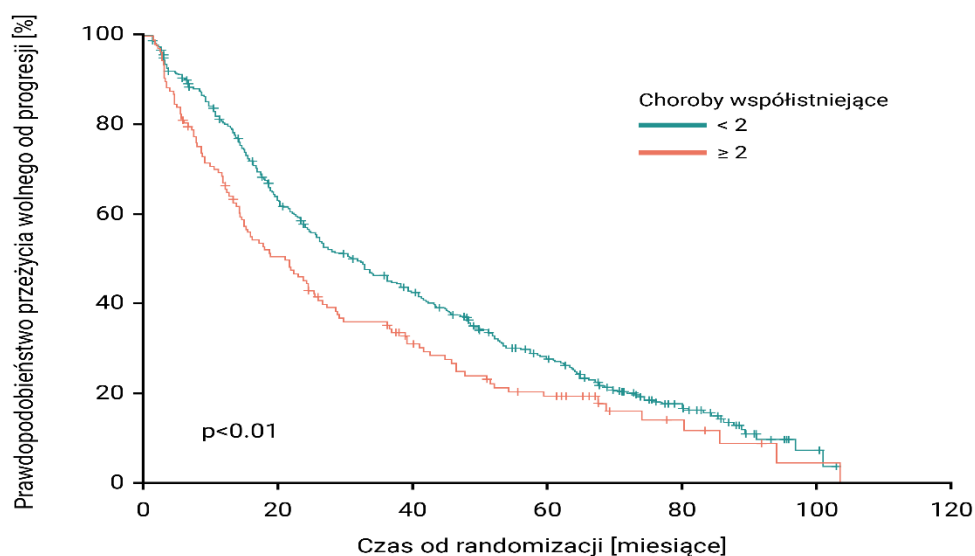 Prawdopodobieństwo przeżycia wolnego od progresji [%]
100
80
60
40
20
0
Choroby współistniejące
< 2
≥ 2
p<0.01
0 20 40 60 80 100 120
Czas od randomizacji [miesiące]